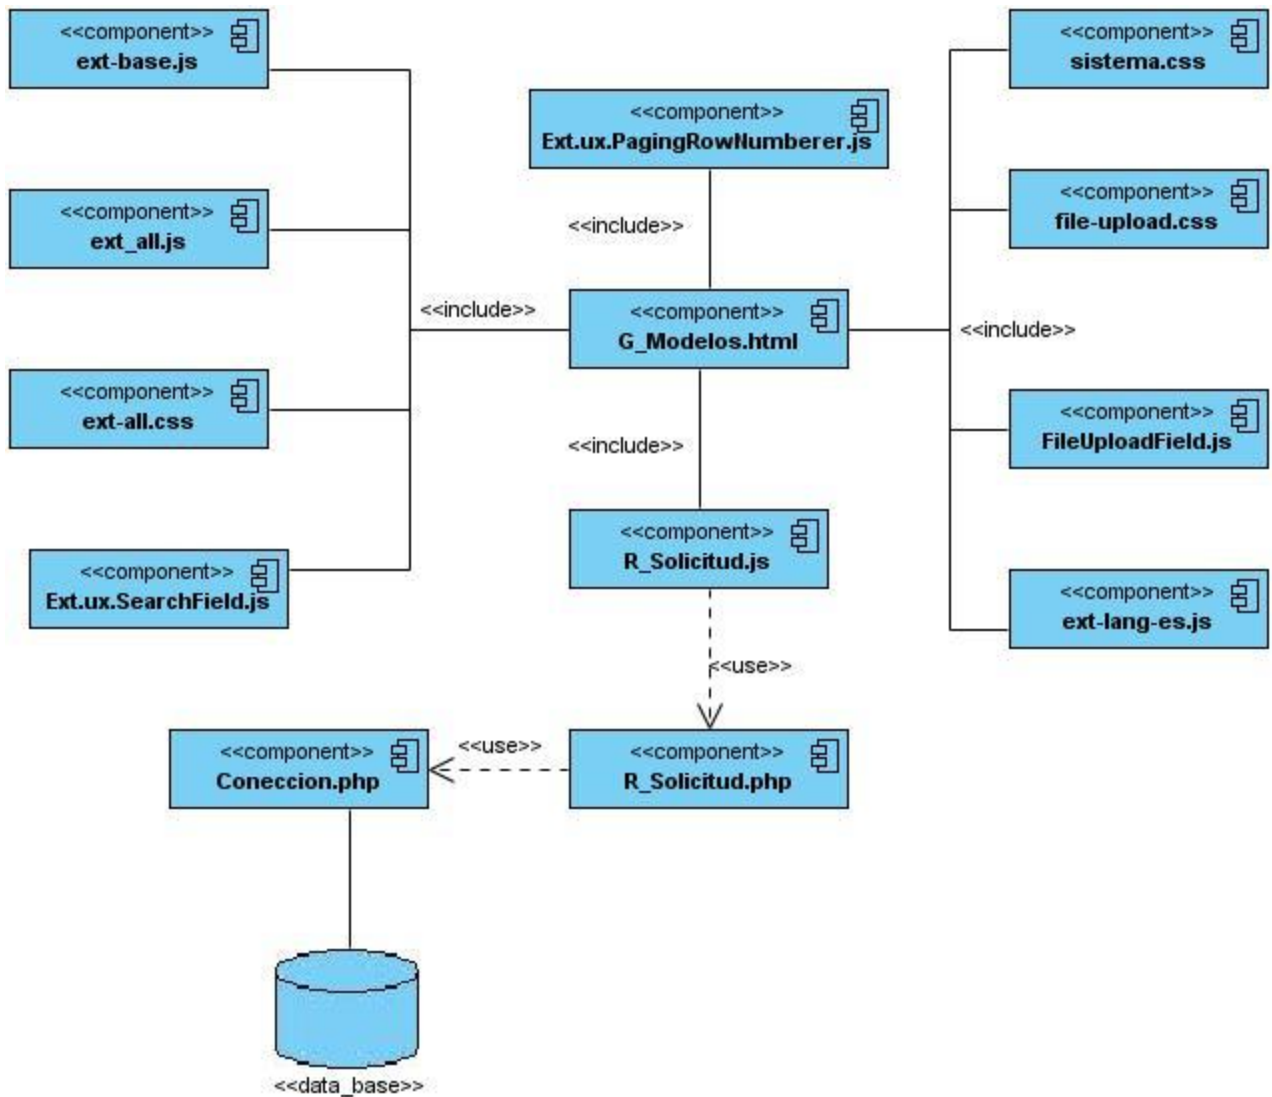 <<component>>
ext-base.js
<<component>>
sistema.css
<<component>>
Ext.ux.PagingRowNumberer.js
<<component>>
ext_all.js
<<include>>
<<component>>
file-upload.css
<<include>>
<<component>>
G_Modelos.html
<<include>>
<<component>>
ext-all.css
<<include>>
<<component>>
FileUploadField.js
<<component>>
Ext.ux.SearchField.js
<<component>>
R_Solicitud.js
<<component>>
ext-lang-es.js
<<use>>
<<component>>
Coneccion.php
<<use>>
<<component>>
R_Solicitud.php
<<data_base>>